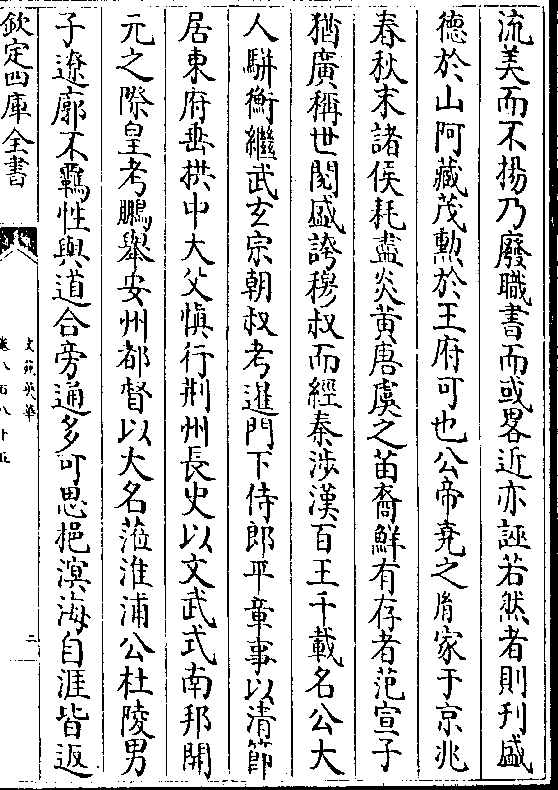 流美而不揚乃廢職書而或畧近亦誣若然者則刋盛
德於山阿藏茂勲於王府可也公帝堯之𦙍家于京兆
春秋末諸侯耗盡炎黄唐虞之苗裔鮮有存者范宣子
猶廣稱世閥盛誇穆叔而經秦涉漢百王千載名公大
人駢衡繼武玄宗朝叔考暹門下侍郎平章事以清節
居東府垂拱中大父慎行荆州長史以文武式南邦開
元之際皇考鵬舉安州都督以大名蒞淮浦公杜陵男
子遼廓不羈性與道合旁通多可思挹溟海自涯皆返
欽定四庫全書
文苑英華
卷八百八十五
二